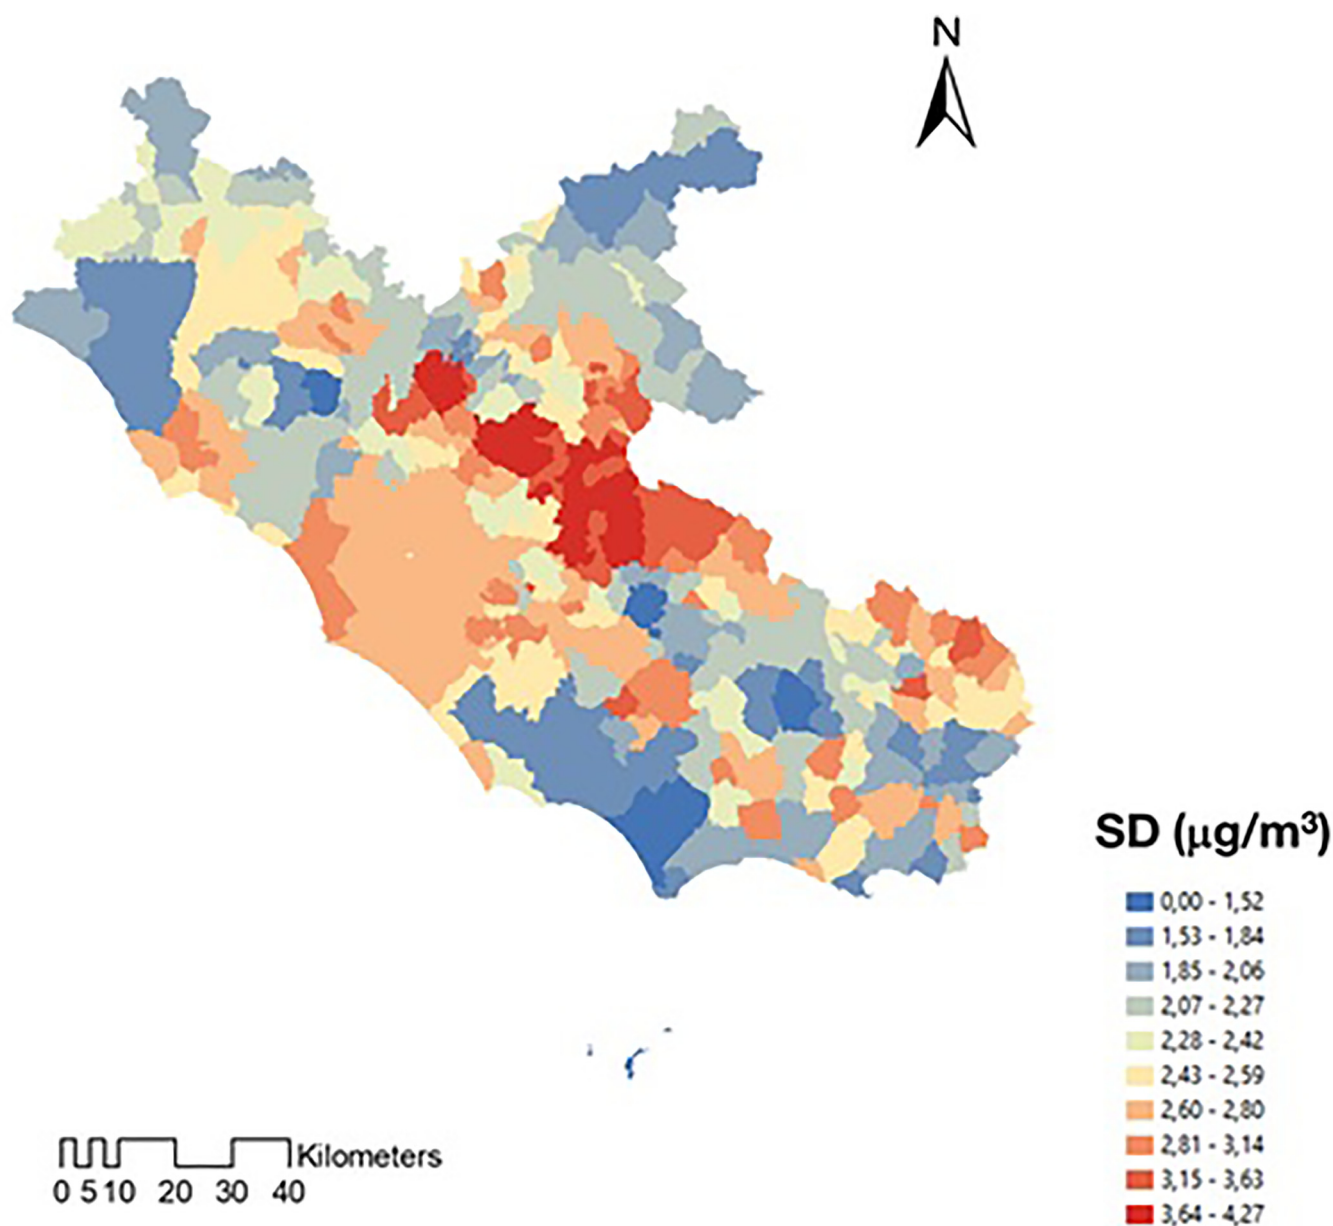 N
SD (μg/m³)
0,00 - 1,52
1,53 - 1,84
1,85 - 2,06
2,07 - 2,27
2,28 - 2,42
2,43 - 2,59
2,60 - 2,80
2,81 - 3,14
3,15 - 3,63
3,64 - 4,27
Kilometers
0 5 10 20 30 40